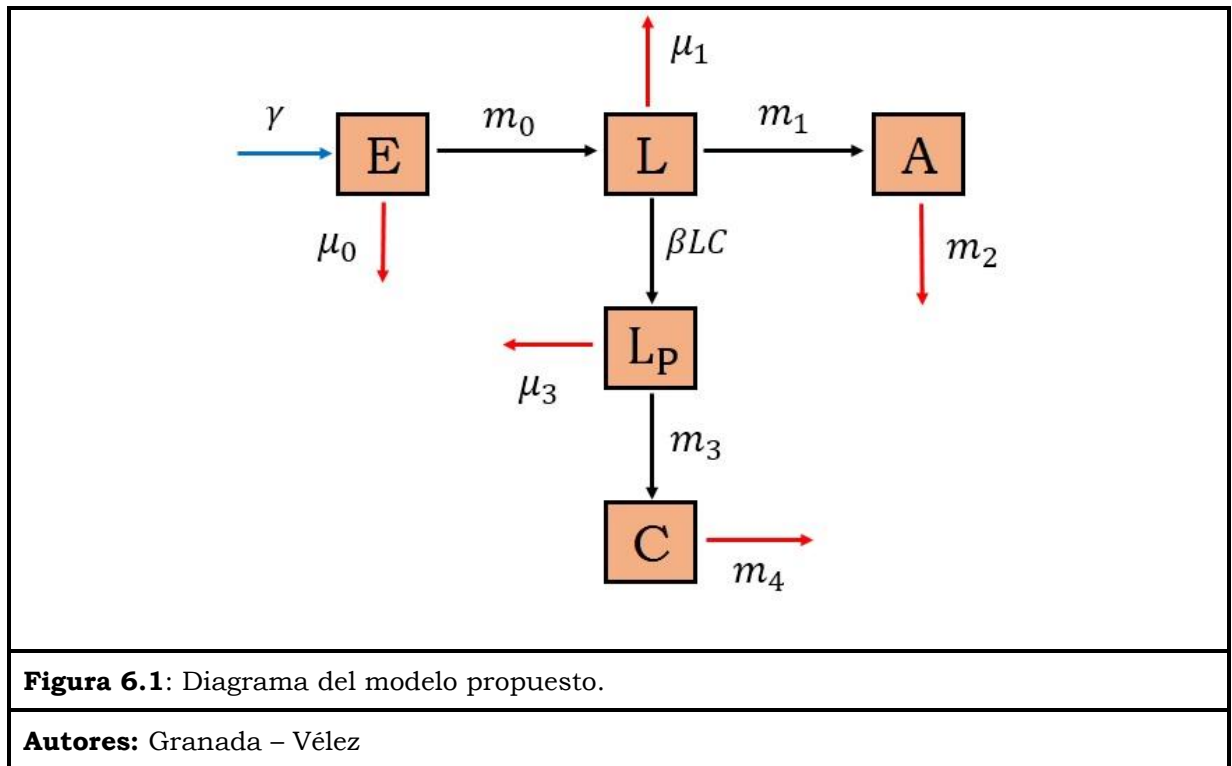 μ₁
γ
m₀
m₁
E
L
A
μ₀
βLC
m₂
L_P
μ₃
m₃
C
m₄
Figura 6.1: Diagrama del modelo propuesto.
Autores: Granada – Vélez